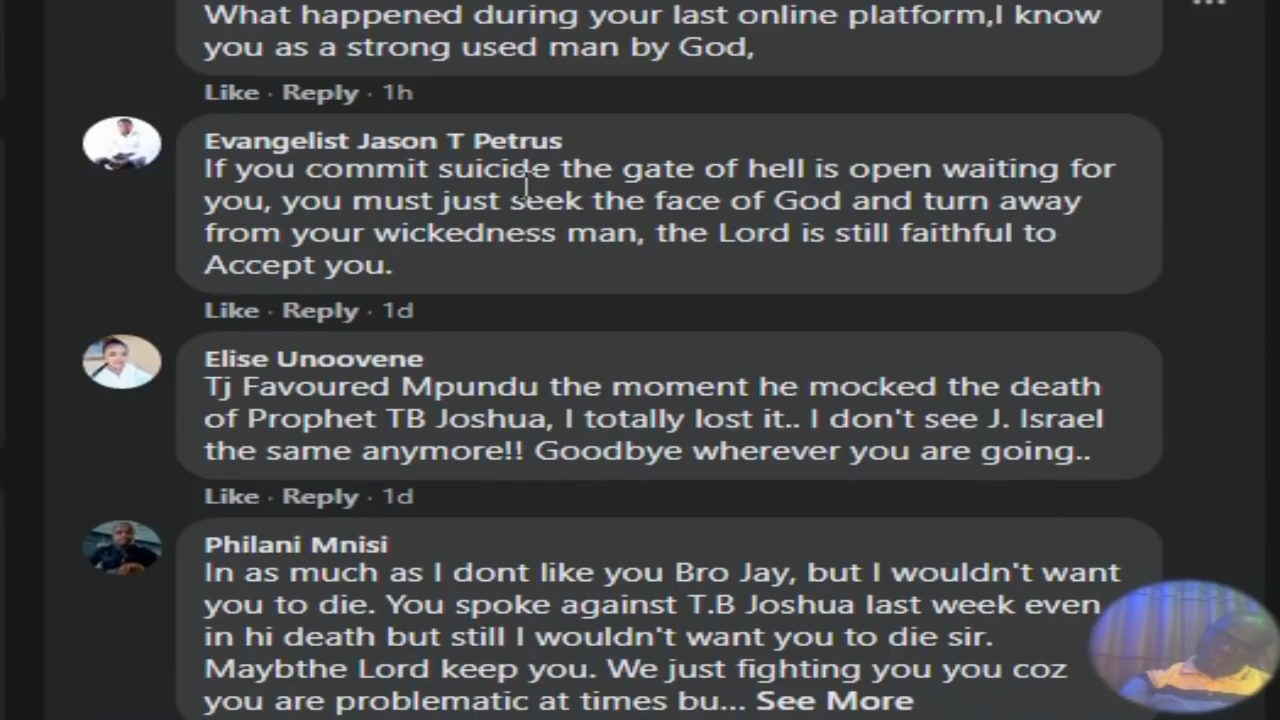 What happened during your last online platform,I know
you as a strong used man by God,
Like · Reply · 1h
Evangelist Jason T Petrus
If you commit suicide the gate of hell is open waiting for
you, you must just seek the face of God and turn away
from your wickedness man, the Lord is still faithful to
Accept you.
Like · Reply · 1d
Elise Unoovene
Tj Favoured Mpundu the moment he mocked the death
of Prophet TB Joshua, I totally lost it.. I don't see J. Israel
the same anymore!! Goodbye wherever you are going..
Like · Reply · 1d
Philani Mnisi
In as much as I dont like you Bro Jay, but I wouldn't want
you to die. You spoke against T.B Joshua last week even
in hi death but still I wouldn't want you to die sir.
Maybthe Lord keep you. We just fighting you you coz
you are problematic at times bu... See More